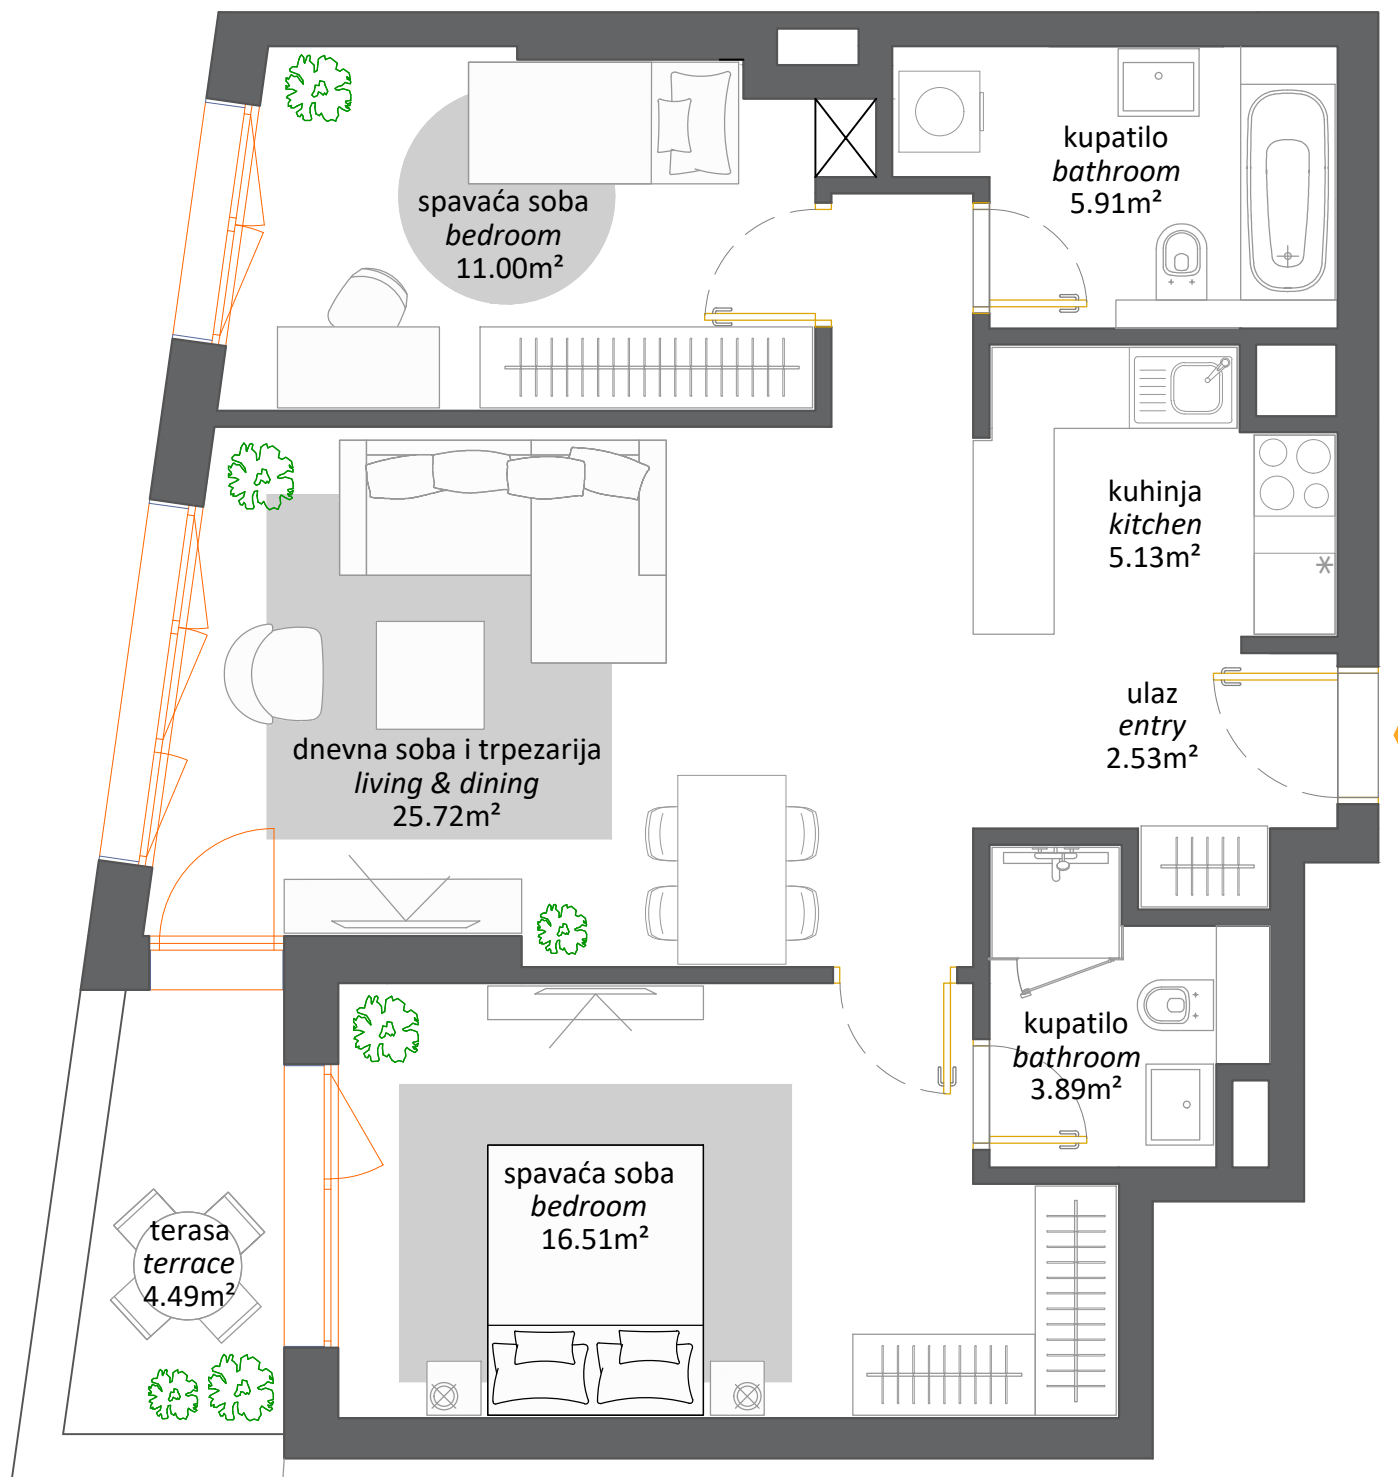 kupatilo
bathroom
5.91m²
spavaća soba
bedroom
11.00m²
kuhinja
kitchen
5.13m²
ulaz
entry
2.53m²
dnevna soba i trpezarija
living & dining
25.72m²
kupatilo
bathroom
3.89m²
spavaća soba
bedroom
16.51m²
terasa
terrace
4.49m²